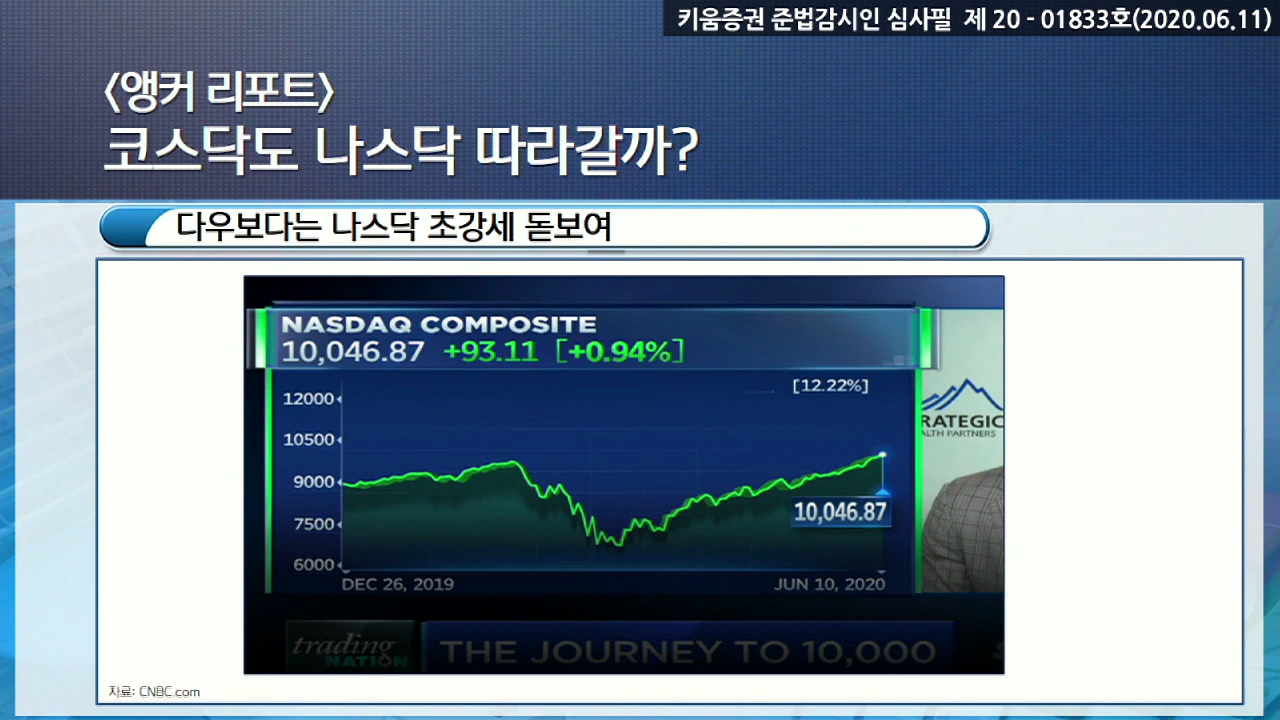 키움증권 준법감시인 심사필 제 20 - 01833호(2020.06.11)
<앵커 리포트>
코스닥도 나스닥 따라갈까?
다우보다는 나스닥 초강세 돋보여
NASDAQ COMPOSITE
10,046.87 +93.11 [+0.94%]
[12.22%]
12000
10500
9000
7500
6000
10,046.87
DEC 26, 2019 JUN 10, 2020
RATEGIC
ALTH PARTNERS
trading
NATION
THE JOURNEY TO 10,000
자료: CNBC.com